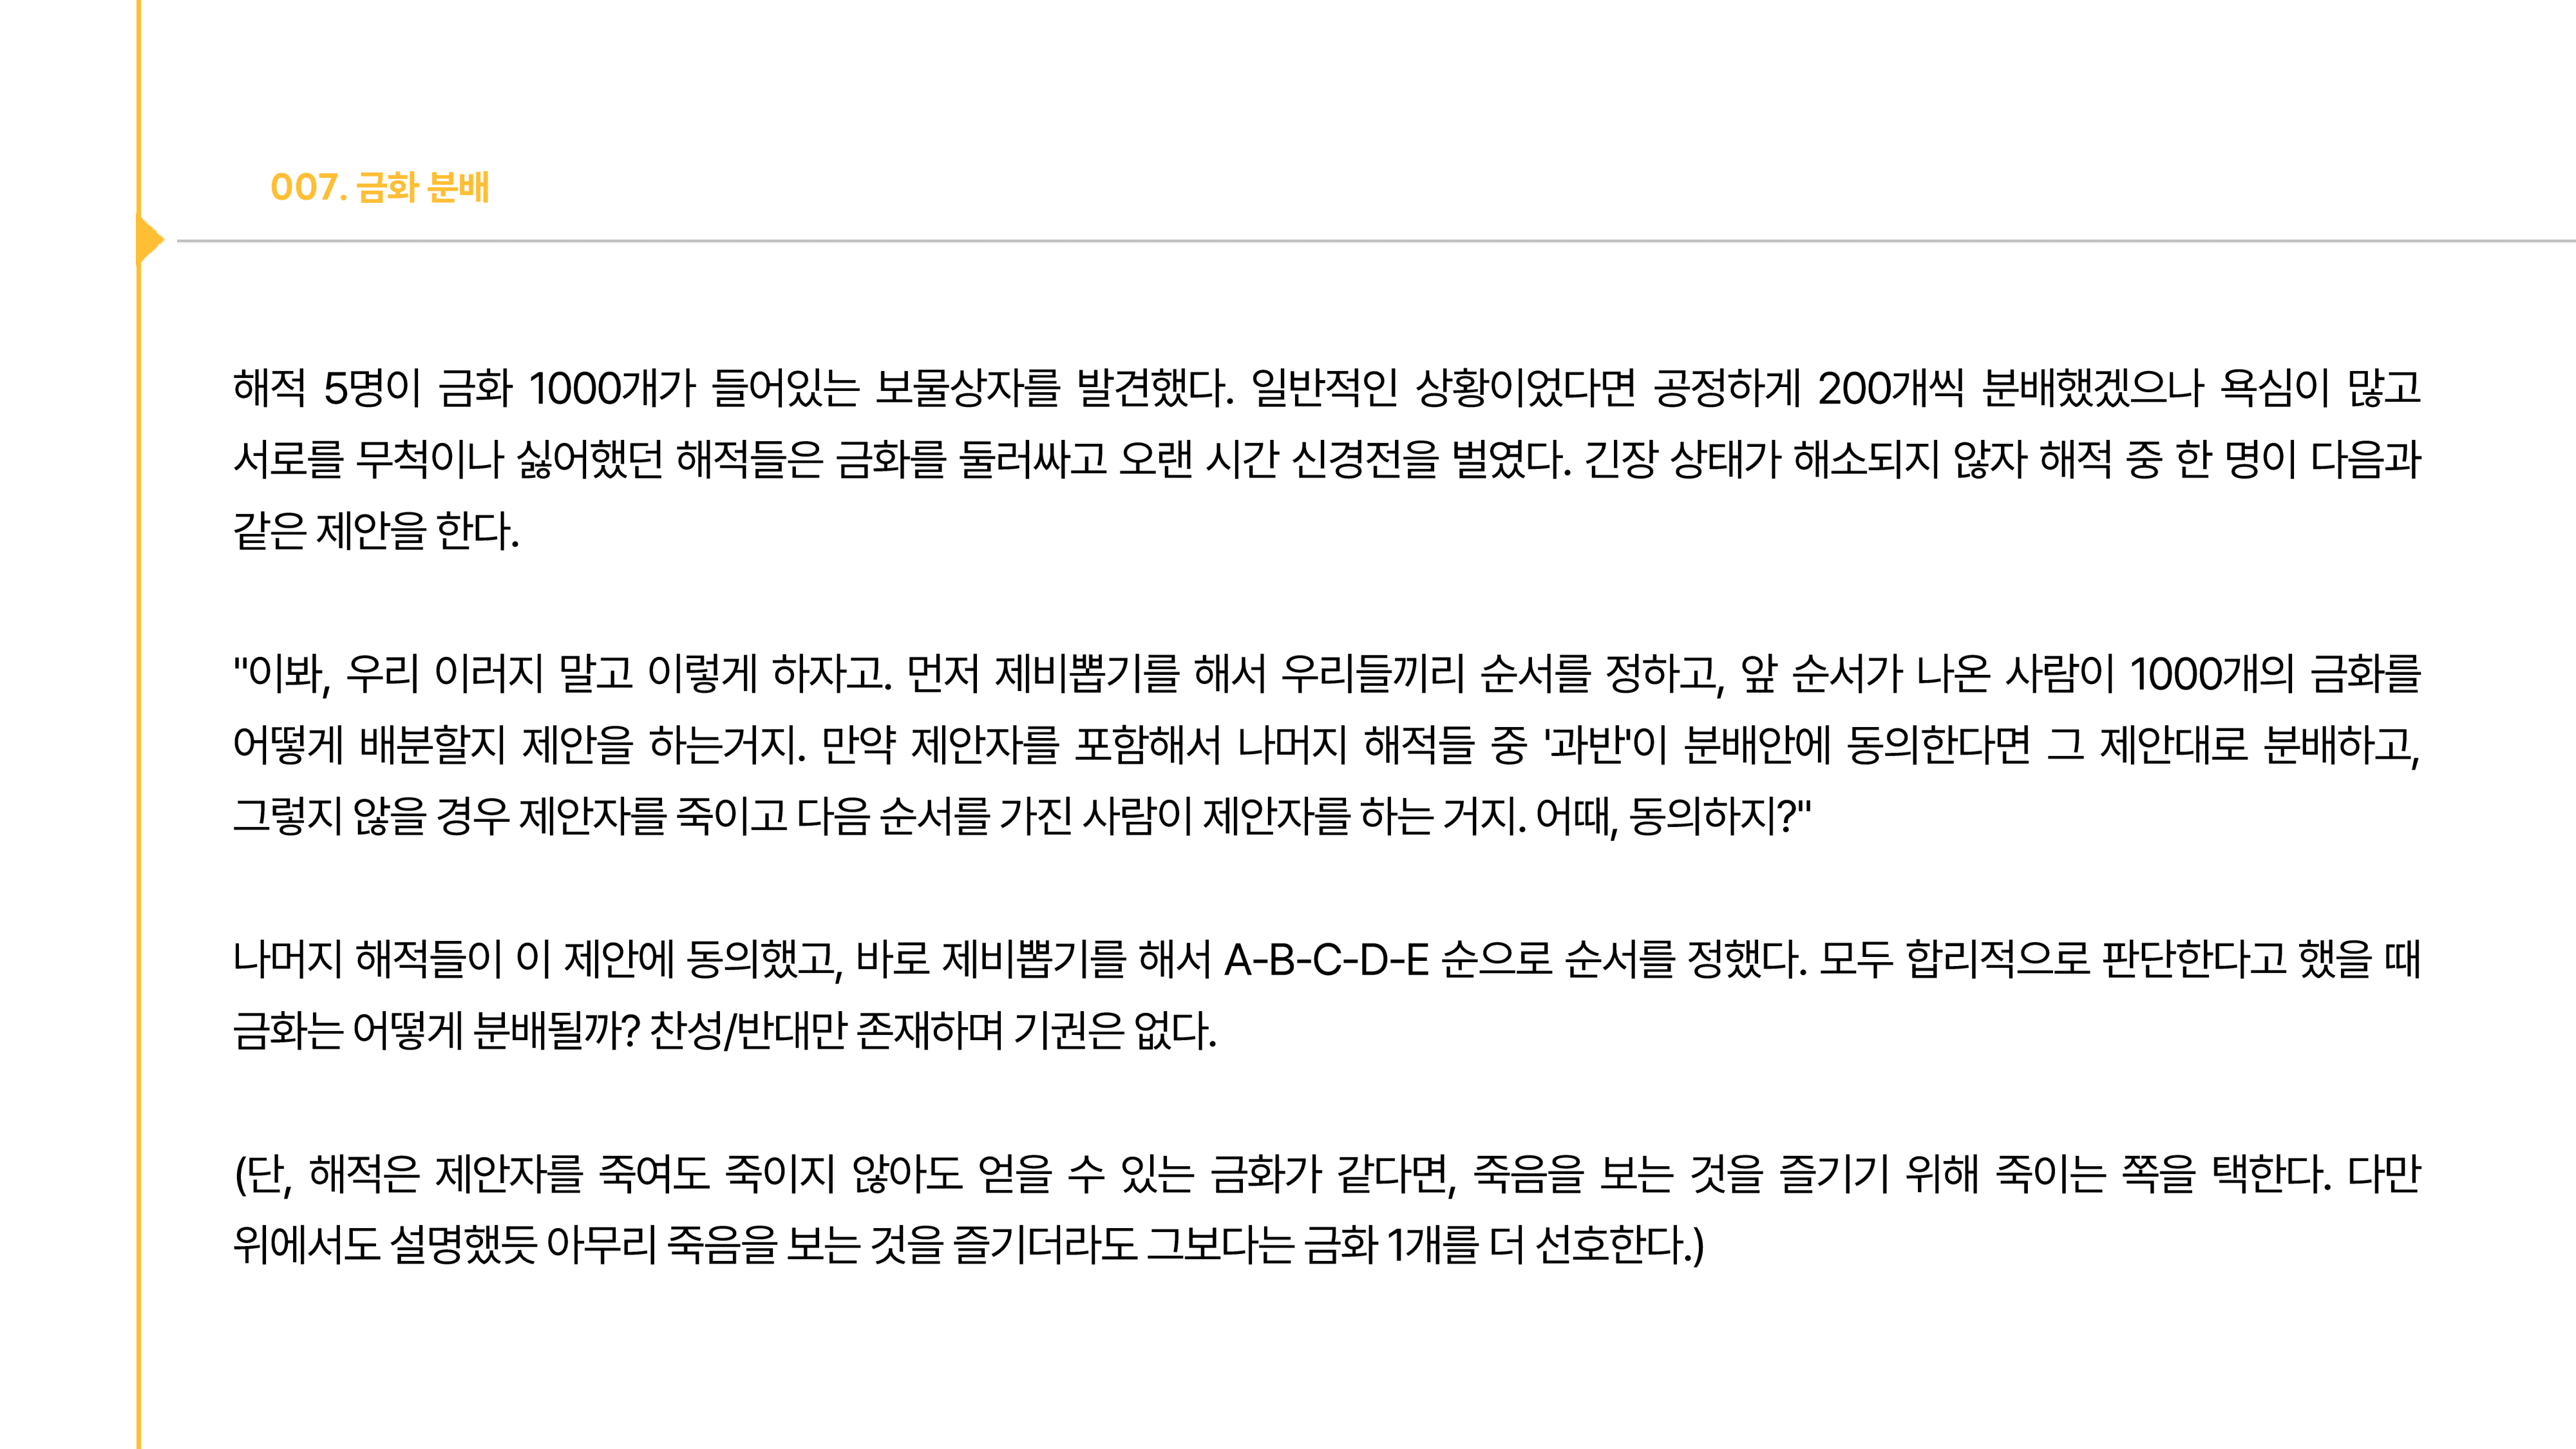 007. 금화 분배
해적 5명이 금화 1000개가 들어있는 보물상자를 발견했다. 일반적인 상황이었다면 공정하게 200개씩 분배했겠으나 욕심이 많고
서로를 무척이나 싫어했던 해적들은 금화를 둘러싸고 오랜 시간 신경전을 벌였다. 긴장 상태가 해소되지 않자 해적 중 한 명이 다음과
같은 제안을 한다.
"이봐, 우리 이러지 말고 이렇게 하자고. 먼저 제비뽑기를 해서 우리들끼리 순서를 정하고, 앞 순서가 나온 사람이 1000개의 금화를
어떻게 배분할지 제안을 하는거지. 만약 제안자를 포함해서 나머지 해적들 중 '과반'이 분배안에 동의한다면 그 제안대로 분배하고,
그렇지 않을 경우 제안자를 죽이고 다음 순서를 가진 사람이 제안자를 하는 거지. 어때, 동의하지?"
나머지 해적들이 이 제안에 동의했고, 바로 제비뽑기를 해서 A-B-C-D-E 순으로 순서를 정했다. 모두 합리적으로 판단한다고 했을 때
금화는 어떻게 분배될까? 찬성/반대만 존재하며 기권은 없다.
(단, 해적은 제안자를 죽여도 죽이지 않아도 얻을 수 있는 금화가 같다면, 죽음을 보는 것을 즐기기 위해 죽이는 쪽을 택한다. 다만
위에서도 설명했듯 아무리 죽음을 보는 것을 즐기더라도 그보다는 금화 1개를 더 선호한다.)